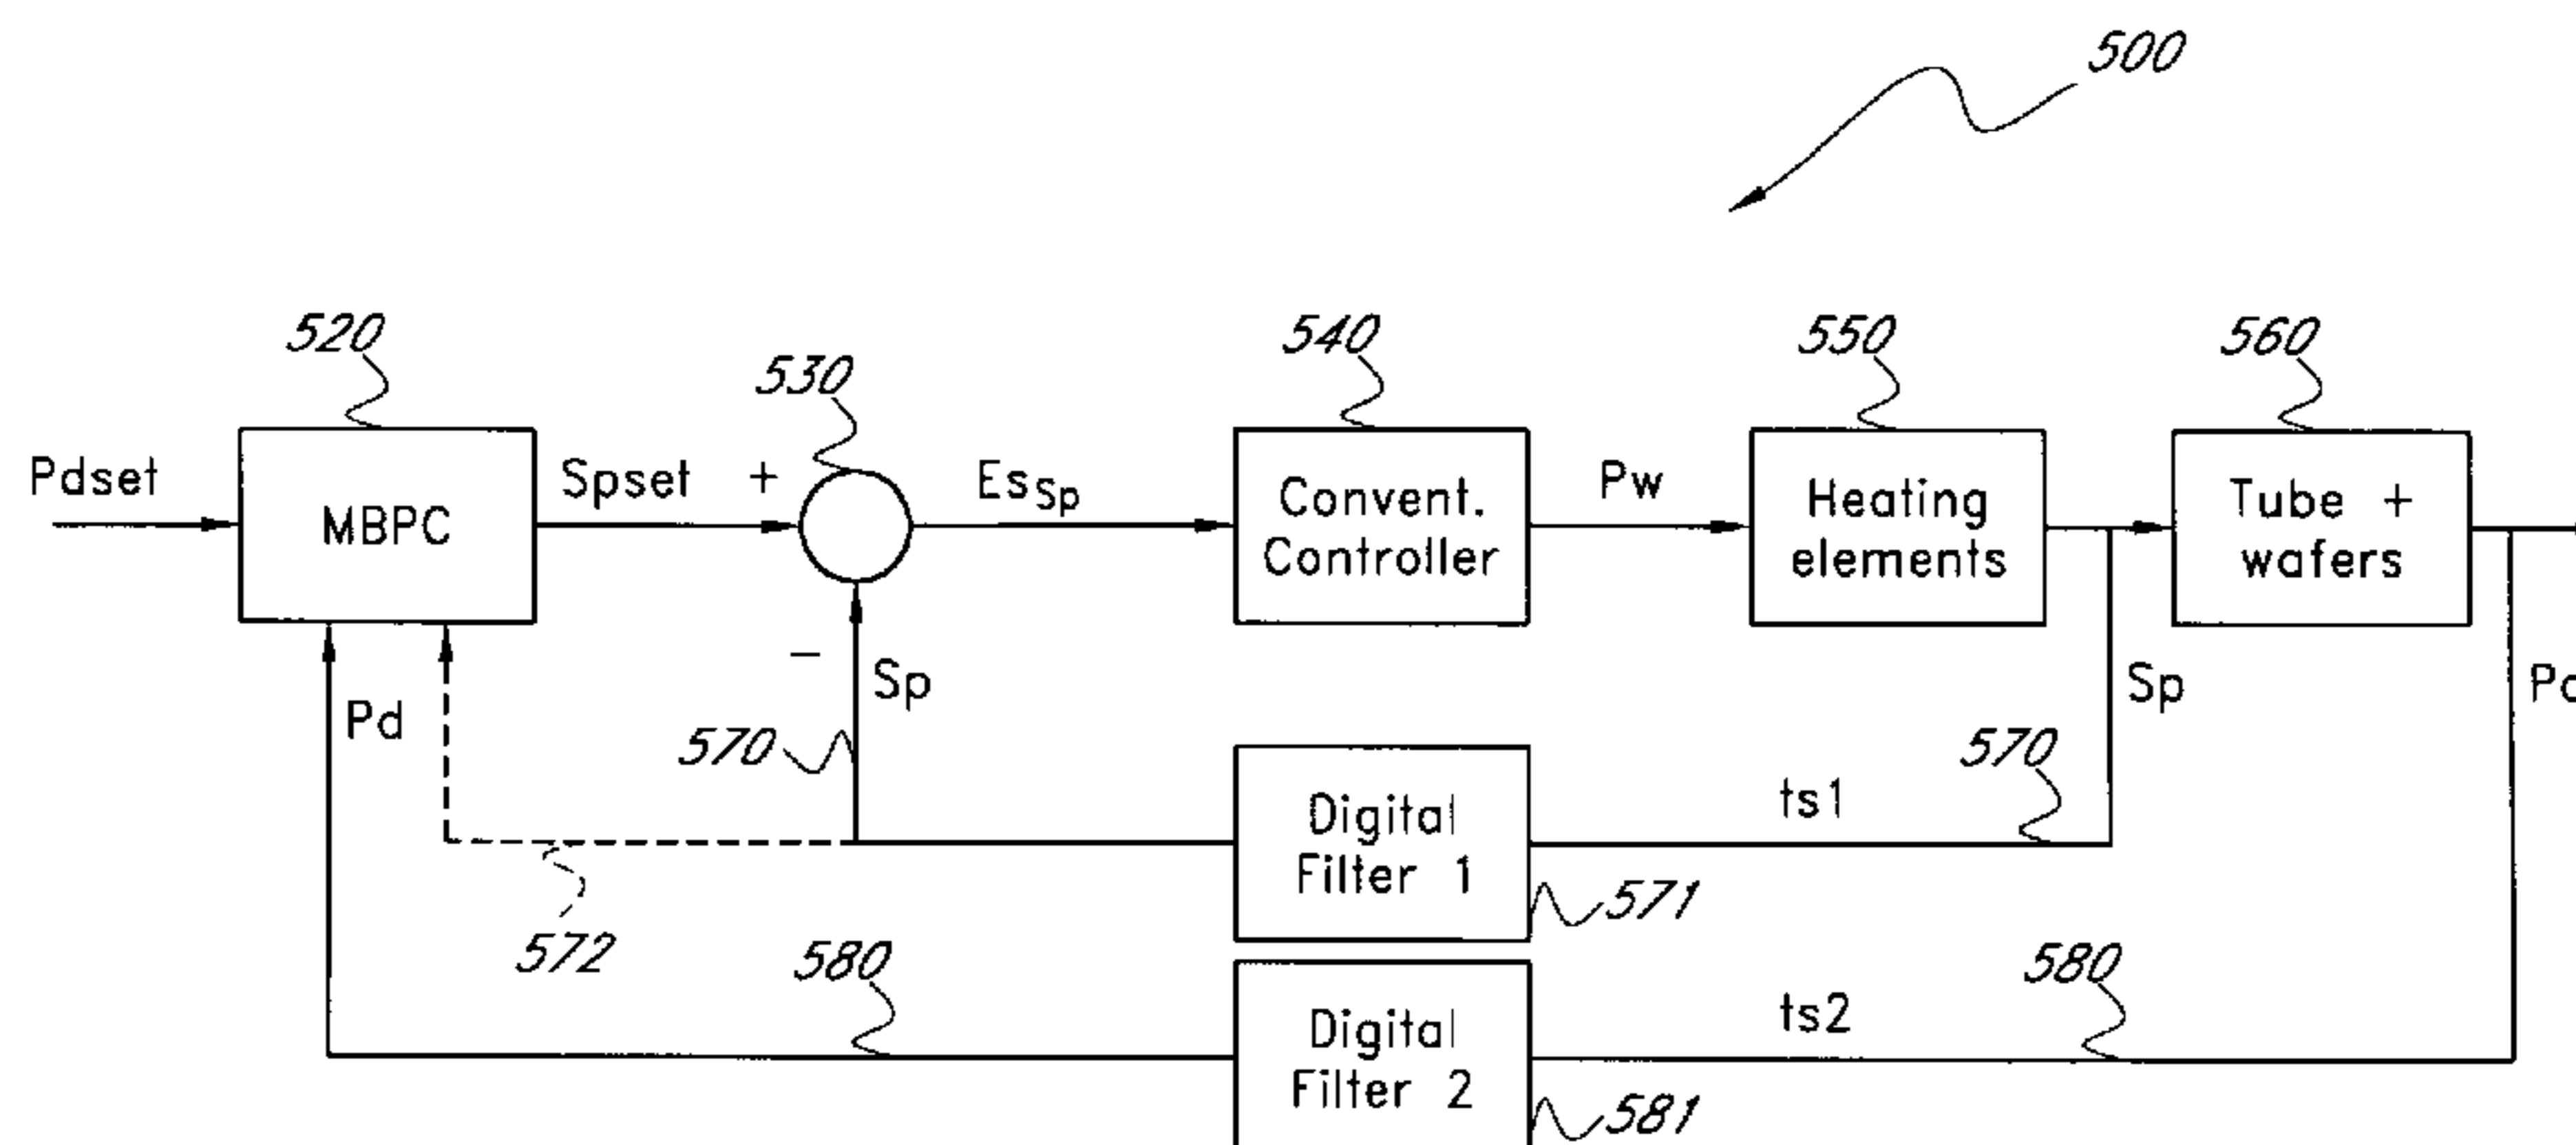 500
520
530
540
550
560
Pdset
MBPC
Spset
+
Es Sp
Convent.
Controller
Pw
Heating
elements
Tube +
wafers
−
Sp
Pd
570
Sp
Digital
Filter 1
571
ts1
570
572
580
Digital
Filter 2
581
ts2
580